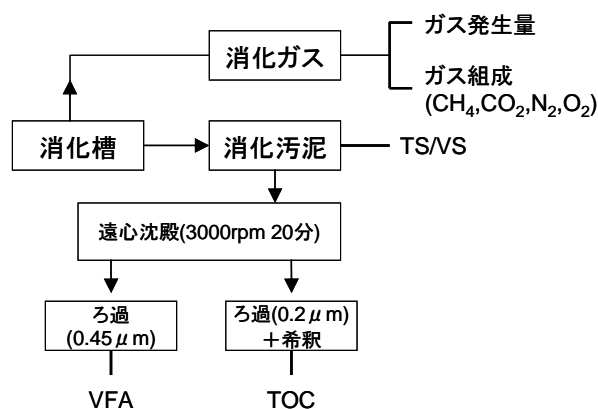 消化ガス
ガス発生量
ガス組成
(CH₄,CO₂,N₂,O₂)
消化槽
消化汚泥
TS/VS
遠心沈殿(3000rpm 20分)
ろ過
(0.45μm)
ろ過(0.2μm)
+希釈
VFA
TOC